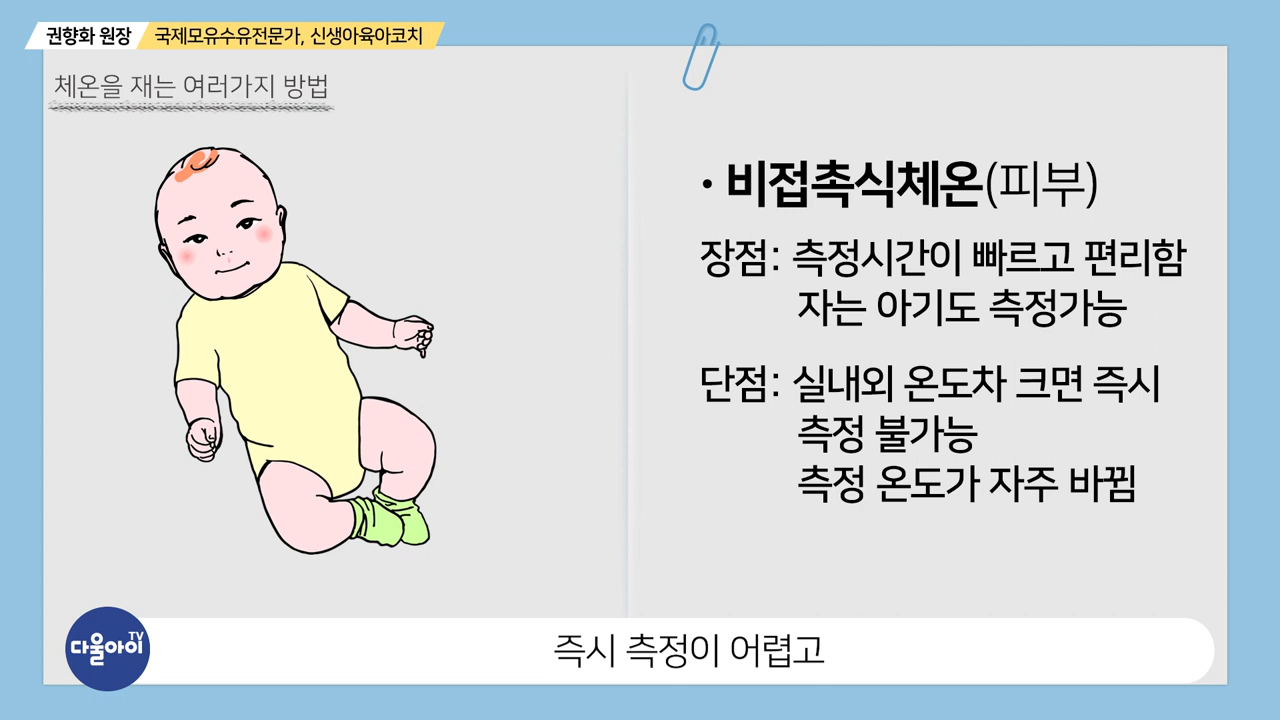 권향화 원장 국제모유수유전문가, 신생아육아코치
체온을 재는 여러가지 방법
· 비접촉식체온(피부)
장점: 측정시간이 빠르고 편리함
자는 아기도 측정가능
단점: 실내외 온도차 크면 즉시
측정 불가능
측정 온도가 자주 바뀜
다울아이TV
즉시 측정이 어렵고